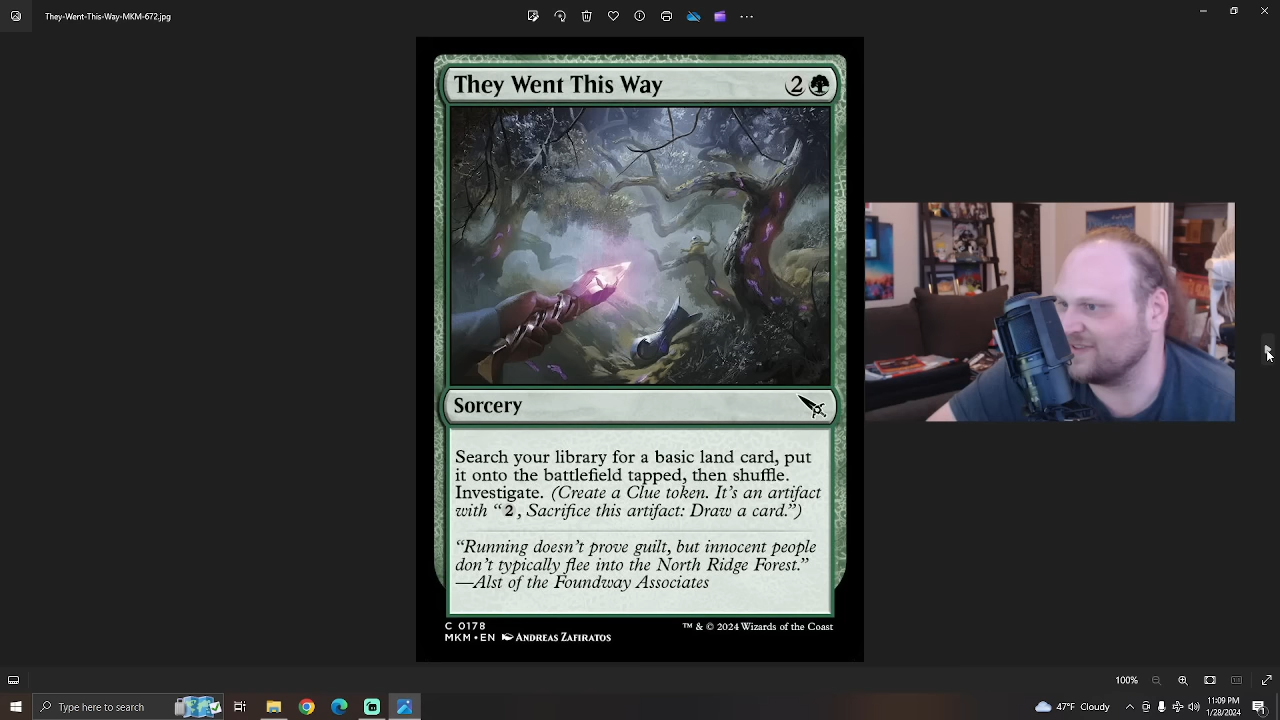 They-Went-This-Way-MKM-672.jpg
They Went This Way
2
Sorcery
Search your library for a basic land card, put
it onto the battlefield tapped, then shuffle.
Investigate. (Create a Clue token. It's an artifact
with “2, Sacrifice this artifact: Draw a card.”)
“Running doesn't prove guilt, but innocent people
don't typically flee into the North Ridge Forest.”
—Alst of the Foundway Associates
C 0178
MKM • EN ANDREAS ZAFIRATOS
™ & © 2024 Wizards of the Coast
100%
Type here to search
47°F
11:09 PM
1/28/2024